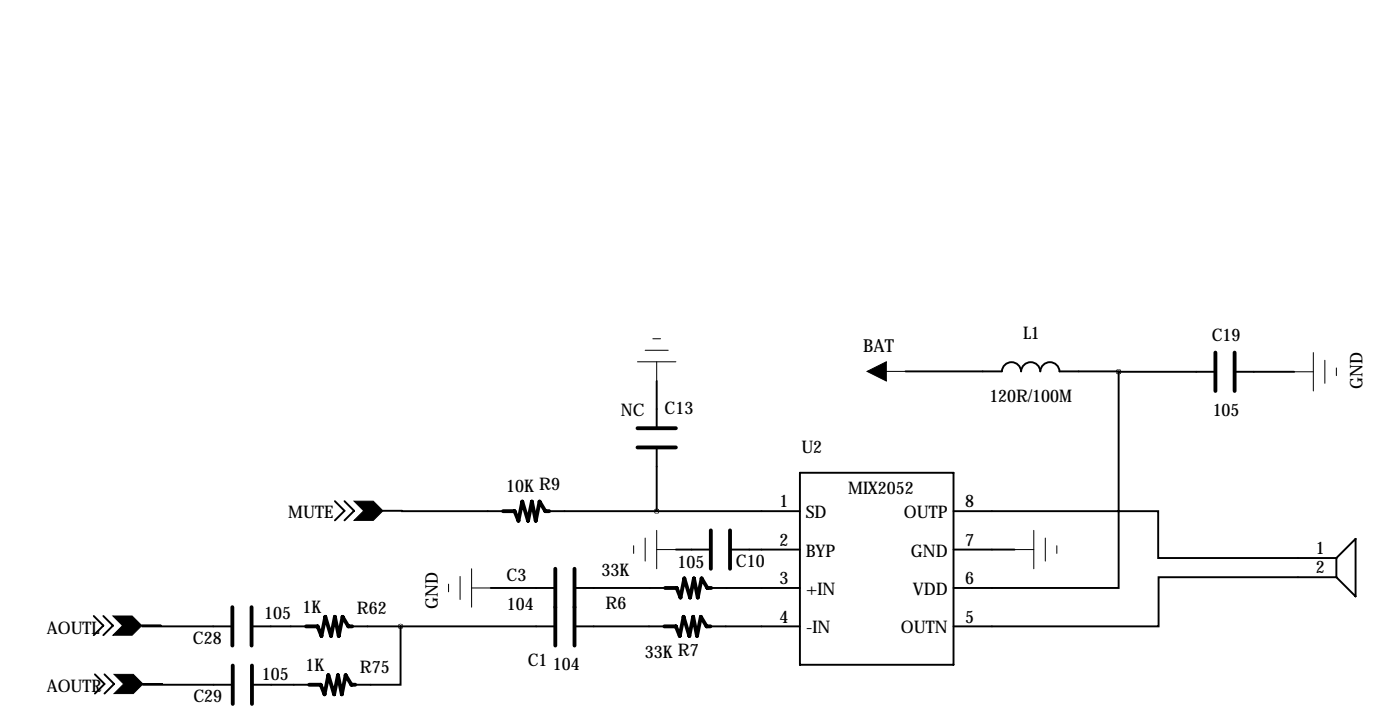 L1
C19
BAT
GND
120R/100M
NC C13
105
U2
10K R9
MIX2052
MUTE
1
SD
OUTP
8
2
BYP
GND
7
105
C10
1
2
33K
C3
3
+IN
VDD
6
GND
104
R6
105
1K
R62
4
-IN
OUTN
5
AOUTL
C28
33K R7
C1 104
105
1K
R75
AOUTR
C29